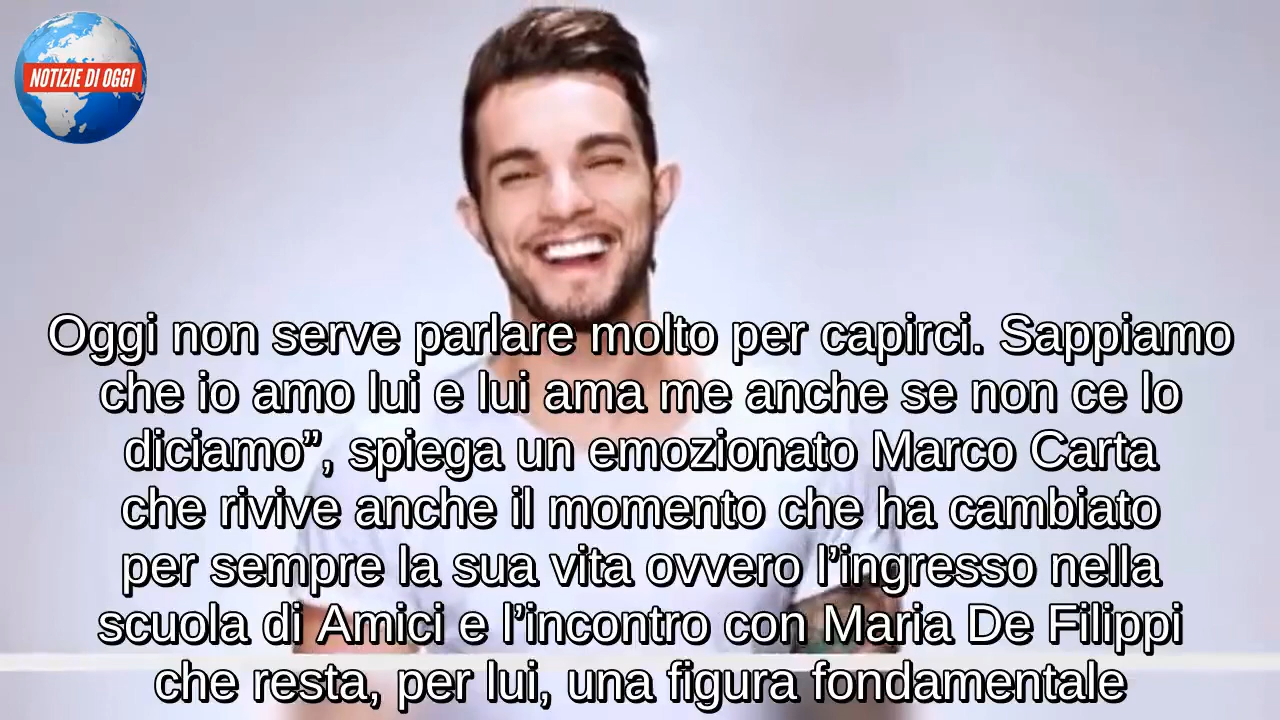 NOTIZIE DI OGGI
Oggi non serve parlare molto per capirci. Sappiamo
che io amo lui e lui ama me anche se non ce lo
diciamo”, spiega un emozionato Marco Carta
che rivive anche il momento che ha cambiato
per sempre la sua vita ovvero l’ingresso nella
scuola di Amici e l’incontro con Maria De Filippi
che resta, per lui, una figura fondamentale